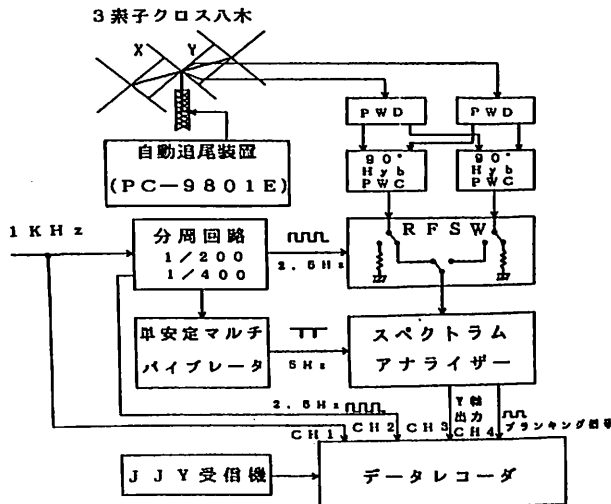 3素子クロス八木
X Y
PWD PWD
自動追尾装置
(PC-9801E)
90° 90°
Hyb Hyb
PWC PWC
1KHz
分周回路
1/200
1/400
2.5Hz
RFSW
単安定マルチ
バイブレータ
5Hz
スペクトラム
アナライザー
2.5Hz
Y軸
出力
ブランキング信号
CH1 CH2 CH3 CH4
JJY受信機
データレコーダ